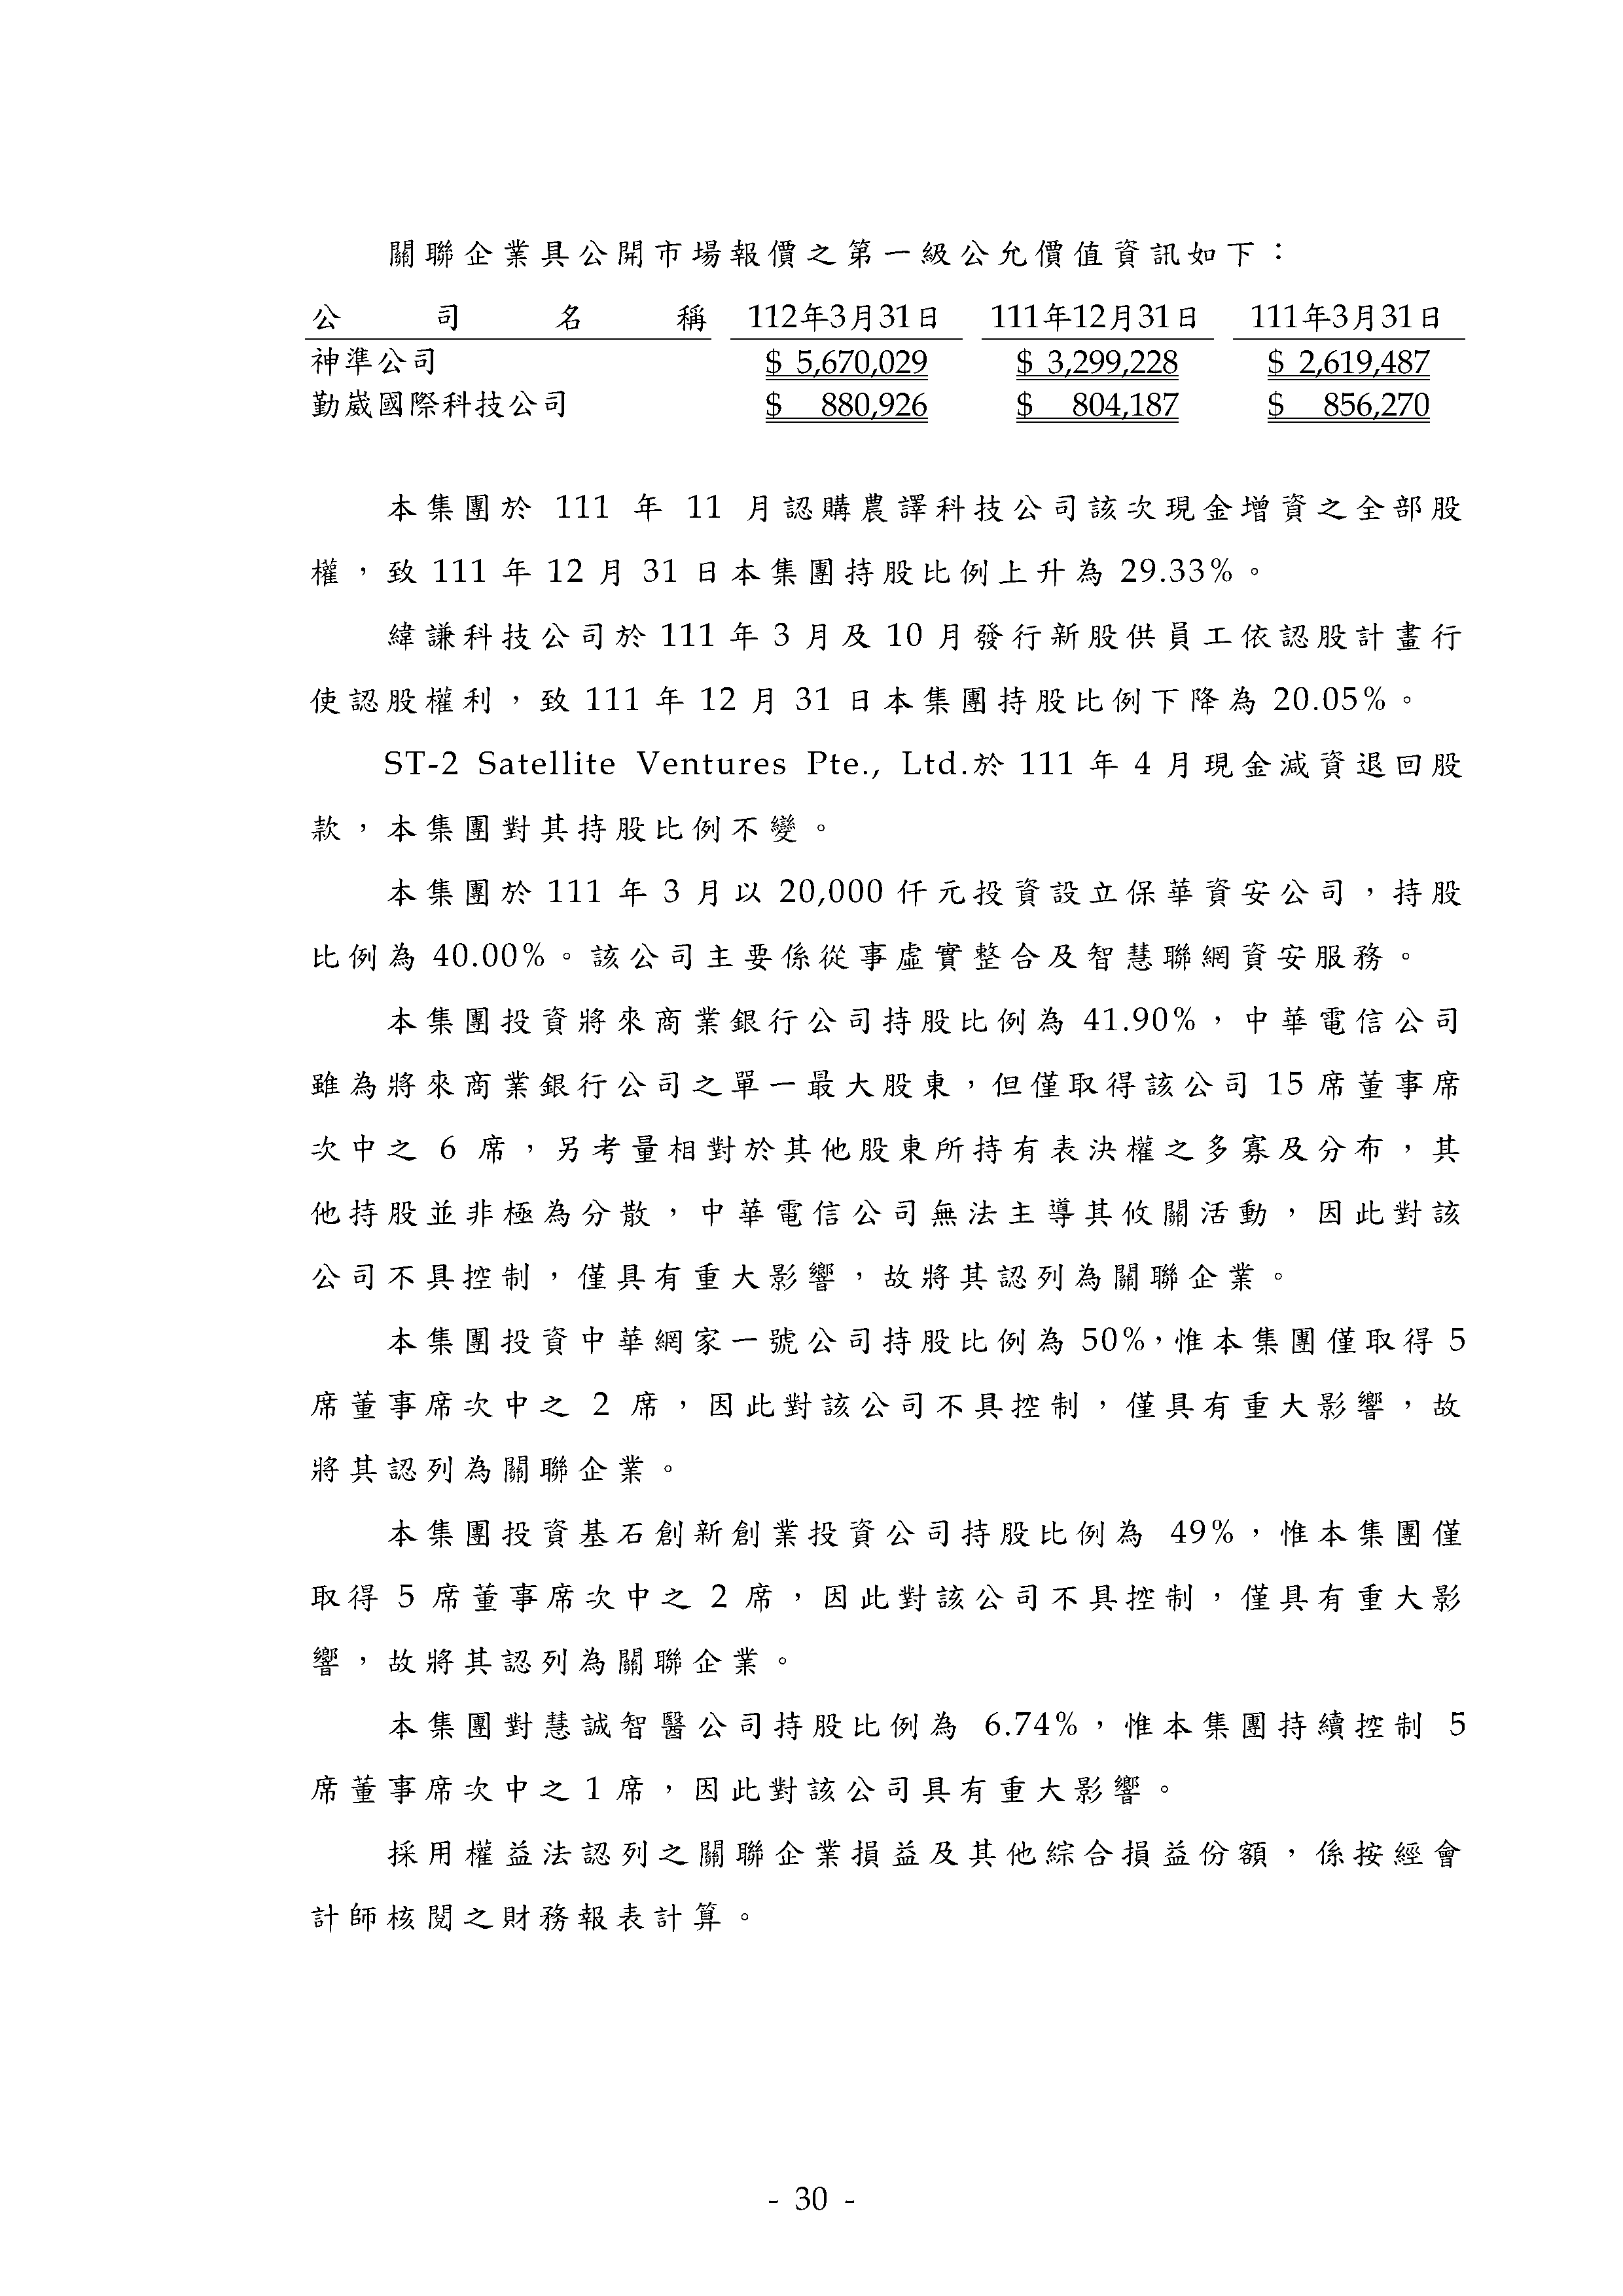 關聯企業具公開市場報價之第一級公允價值資訊如下：
公司名稱 112年3月31日 111年12月31日 111年3月31日
神準公司 $ 5,670,029 $ 3,299,228 $ 2,619,487
勤崴國際科技公司 $ 880,926 $ 804,187 $ 856,270
本集團於 111 年 11 月認購農譯科技公司該次現金增資之全部股
權，致 111 年 12 月 31 日本集團持股比例上升為 29.33%。
緯謙科技公司於 111 年 3 月及 10 月發行新股供員工依認股計畫行
使認股權利，致 111 年 12 月 31 日本集團持股比例下降為 20.05%。
ST-2 Satellite Ventures Pte., Ltd.於 111 年 4 月現金減資退回股
款，本集團對其持股比例不變。
本集團於 111 年 3 月以 20,000 仟元投資設立保華資安公司，持股
比例為 40.00%。該公司主要係從事虛實整合及智慧聯網資安服務。
本集團投資將來商業銀行公司持股比例為 41.90%，中華電信公司
雖為將來商業銀行公司之單一最大股東，但僅取得該公司 15 席董事席
次中之 6 席，另考量相對於其他股東所持有表決權之多寡及分布，其
他持股並非極為分散，中華電信公司無法主導其攸關活動，因此對該
公司不具控制，僅具有重大影響，故將其認列為關聯企業。
本集團投資中華網家一號公司持股比例為 50%，惟本集團僅取得 5
席董事席次中之 2 席，因此對該公司不具控制，僅具有重大影響，故
將其認列為關聯企業。
本集團投資基石創新創業投資公司持股比例為 49%，惟本集團僅
取得 5 席董事席次中之 2 席，因此對該公司不具控制，僅具有重大影
響，故將其認列為關聯企業。
本集團對慧誠智醫公司持股比例為 6.74%，惟本集團持續控制 5
席董事席次中之 1 席，因此對該公司具有重大影響。
採用權益法認列之關聯企業損益及其他綜合損益份額，係按經會
計師核閱之財務報表計算。
- 30 -